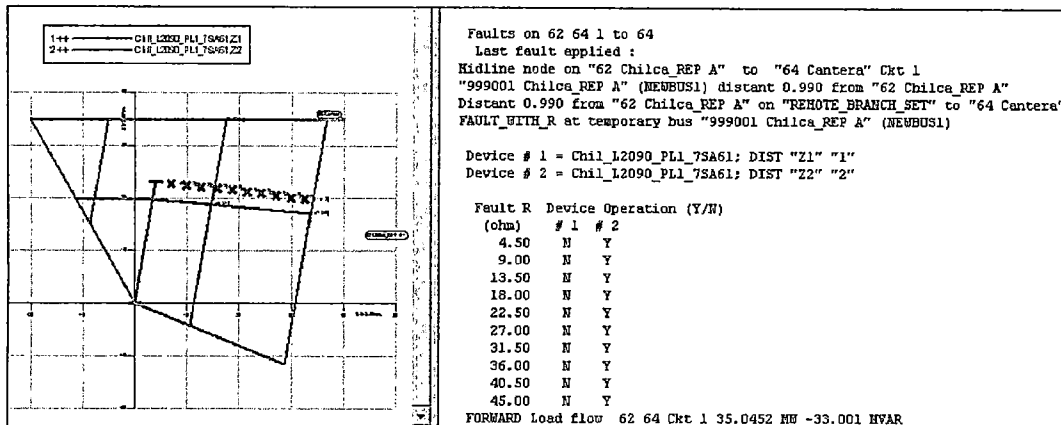 1++ Chil_L2090_PL1_7SA61Z1
2++ Chil_L2090_PL1_7SA61Z2
Faults on 62 64 1 to 64
Last fault applied :
Midline node on "62 Chilca_REP A" to "64 Cantera" Ckt 1
"999001 Chilca_REP A" (NEWBUS1) distant 0.990 from "62 Chilca_REP A"
Distant 0.990 from "62 Chilca_REP A" on "REMOTE_BRANCH_SET" to "64 Cantera"
FAULT_WITH_R at temporary bus "999001 Chilca_REP A" (NEWBUS1)
Device # 1 = Chil_L2090_PL1_7SA61; DIST "Z1" "1"
Device # 2 = Chil_L2090_PL1_7SA61; DIST "Z2" "2"
Fault R Device Operation (Y/N)
(ohm) # 1 # 2
4.50 N Y
9.00 N Y
13.50 N Y
18.00 N Y
22.50 N Y
27.00 N Y
31.50 N Y
36.00 N Y
40.50 N Y
45.00 N Y
FORWARD Load flow 62 64 Ckt 1 35.0452 MW -33.001 MVAR